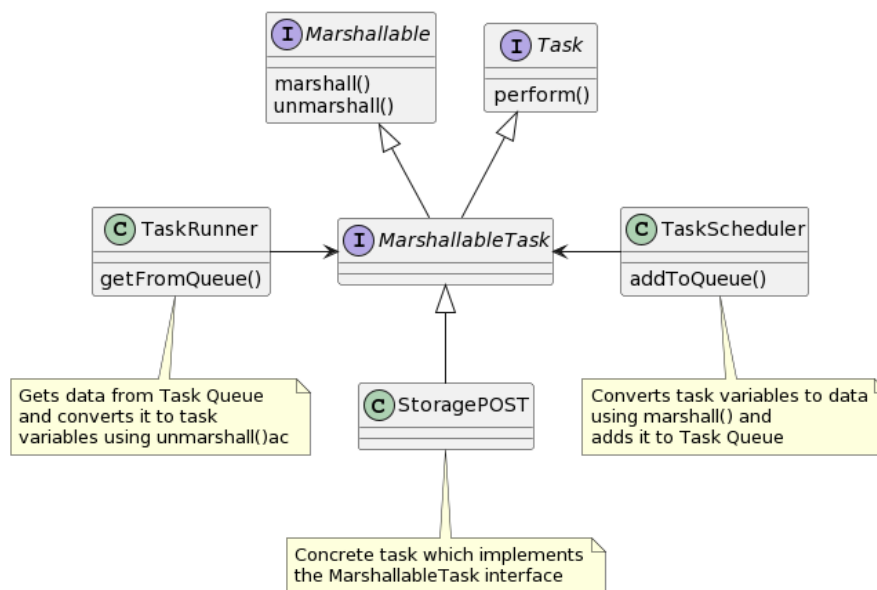 I Marshallable
marshall()
unmarshall()
I Task
perform()
C TaskRunner
getFromQueue()
I MarshallableTask
C TaskScheduler
addToQueue()
Gets data from Task Queue
and converts it to task
variables using unmarshall()ac
C StoragePOST
Converts task variables to data
using marshall() and
adds it to Task Queue
Concrete task which implements
the MarshallableTask interface